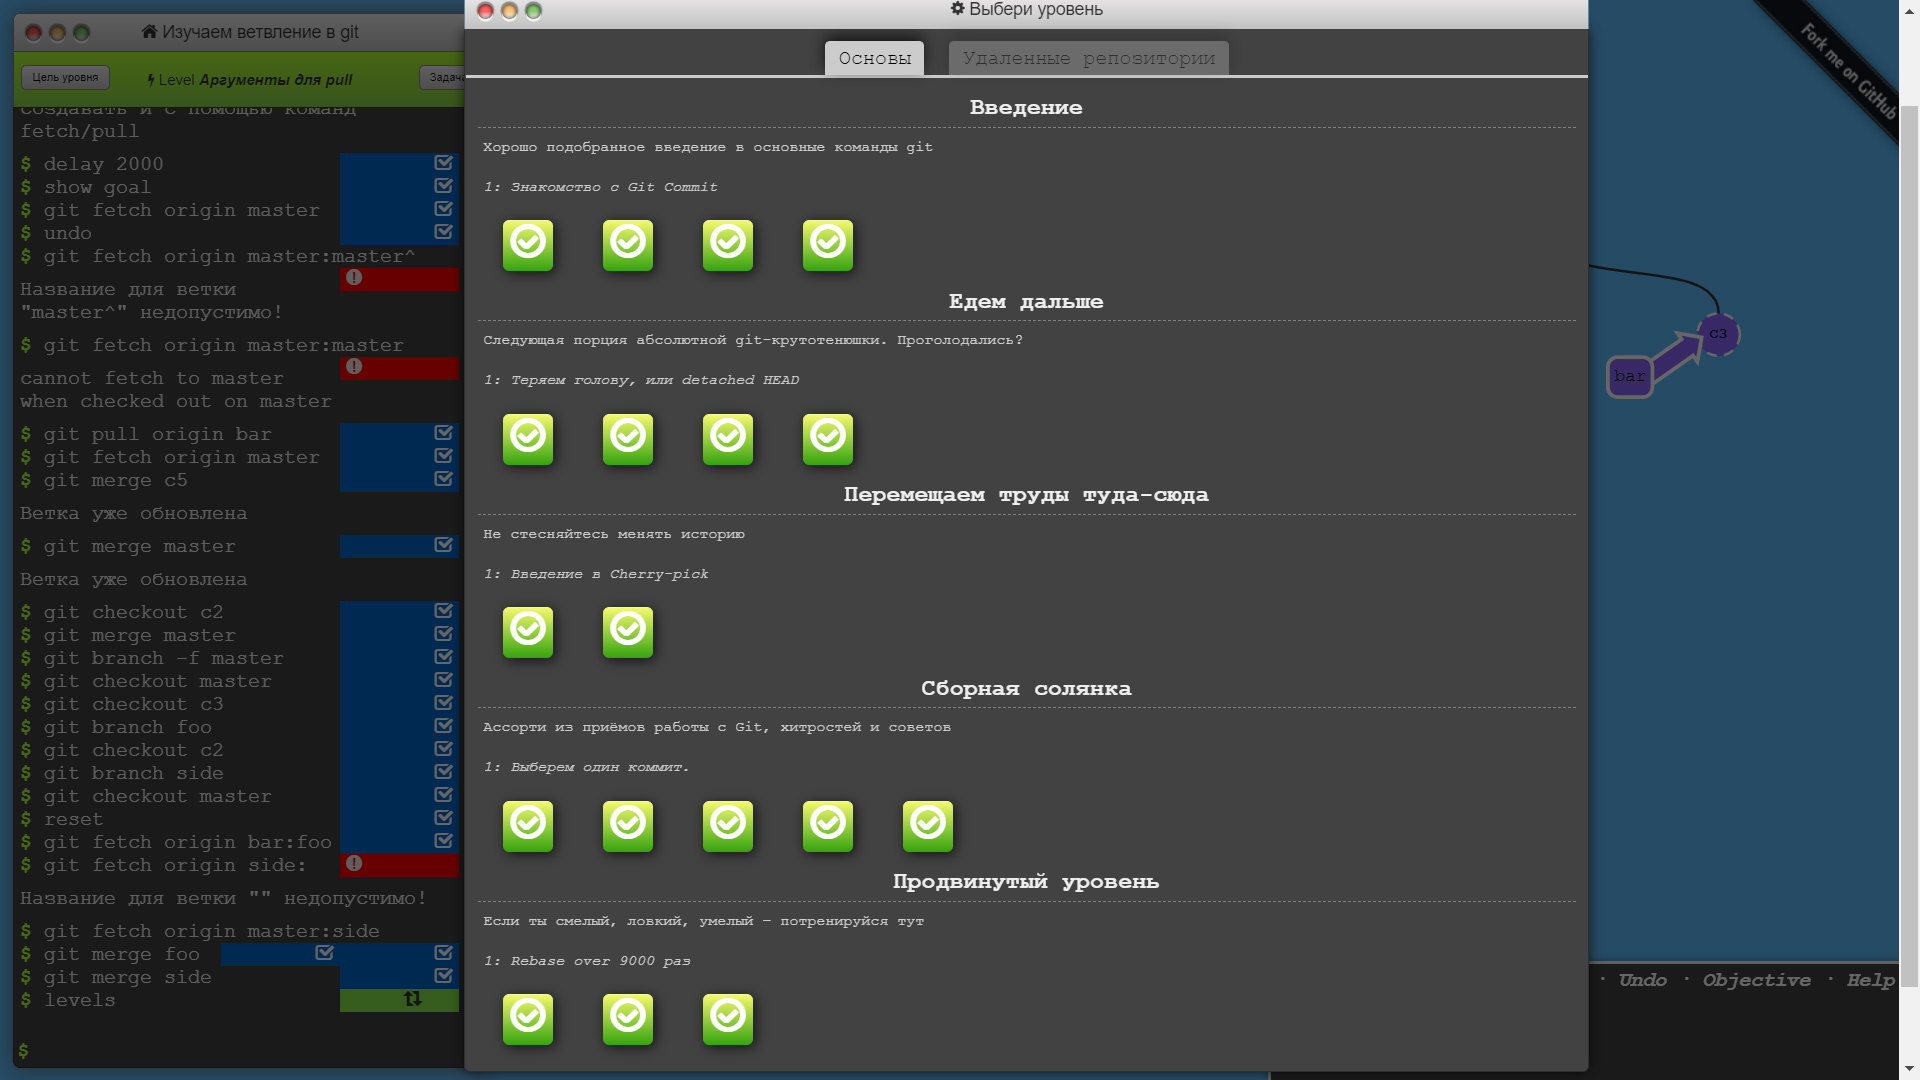 Изучаем ветвление в git
Цель уровня
Level Аргументы для pull
Задача
создавать и с помощью команд
fetch/pull
$ delay 2000
$ show goal
$ git fetch origin master
$ undo
$ git fetch origin master:master^
Название для ветки
"master^" недопустимо!
$ git fetch origin master:master
cannot fetch to master
when checked out on master
$ git pull origin bar
$ git fetch origin master
$ git merge c5
Ветка уже обновлена
$ git merge master
Ветка уже обновлена
$ git checkout c2
$ git merge master
$ git branch -f master
$ git checkout master
$ git checkout c3
$ git branch foo
$ git checkout c2
$ git branch side
$ git checkout master
$ reset
$ git fetch origin bar:foo
$ git fetch origin side:
Название для ветки "" недопустимо!
$ git fetch origin master:side
$ git merge foo
$ git merge side
$ levels
$
Выбери уровень
Основы
Удаленные репозитории
Введение
Хорошо подобранное введение в основные команды git
1: Знакомство с Git Commit
Едем дальше
Следующая порция абсолютной git-крутотенюшки. Проголодались?
1: Теряем голову, или detached HEAD
Перемещаем труды туда-сюда
Не стесняйтесь менять историю
1: Введение в Cherry-pick
Сборная солянка
Ассорти из приёмов работы с Git, хитростей и советов
1: Выберем один коммит.
Продвинутый уровень
Если ты смелый, ловкий, умелый – потренируйся тут
1: Rebase over 9000 раз
Fork me on GitHub
c3
bar
· Undo · Objective · Help